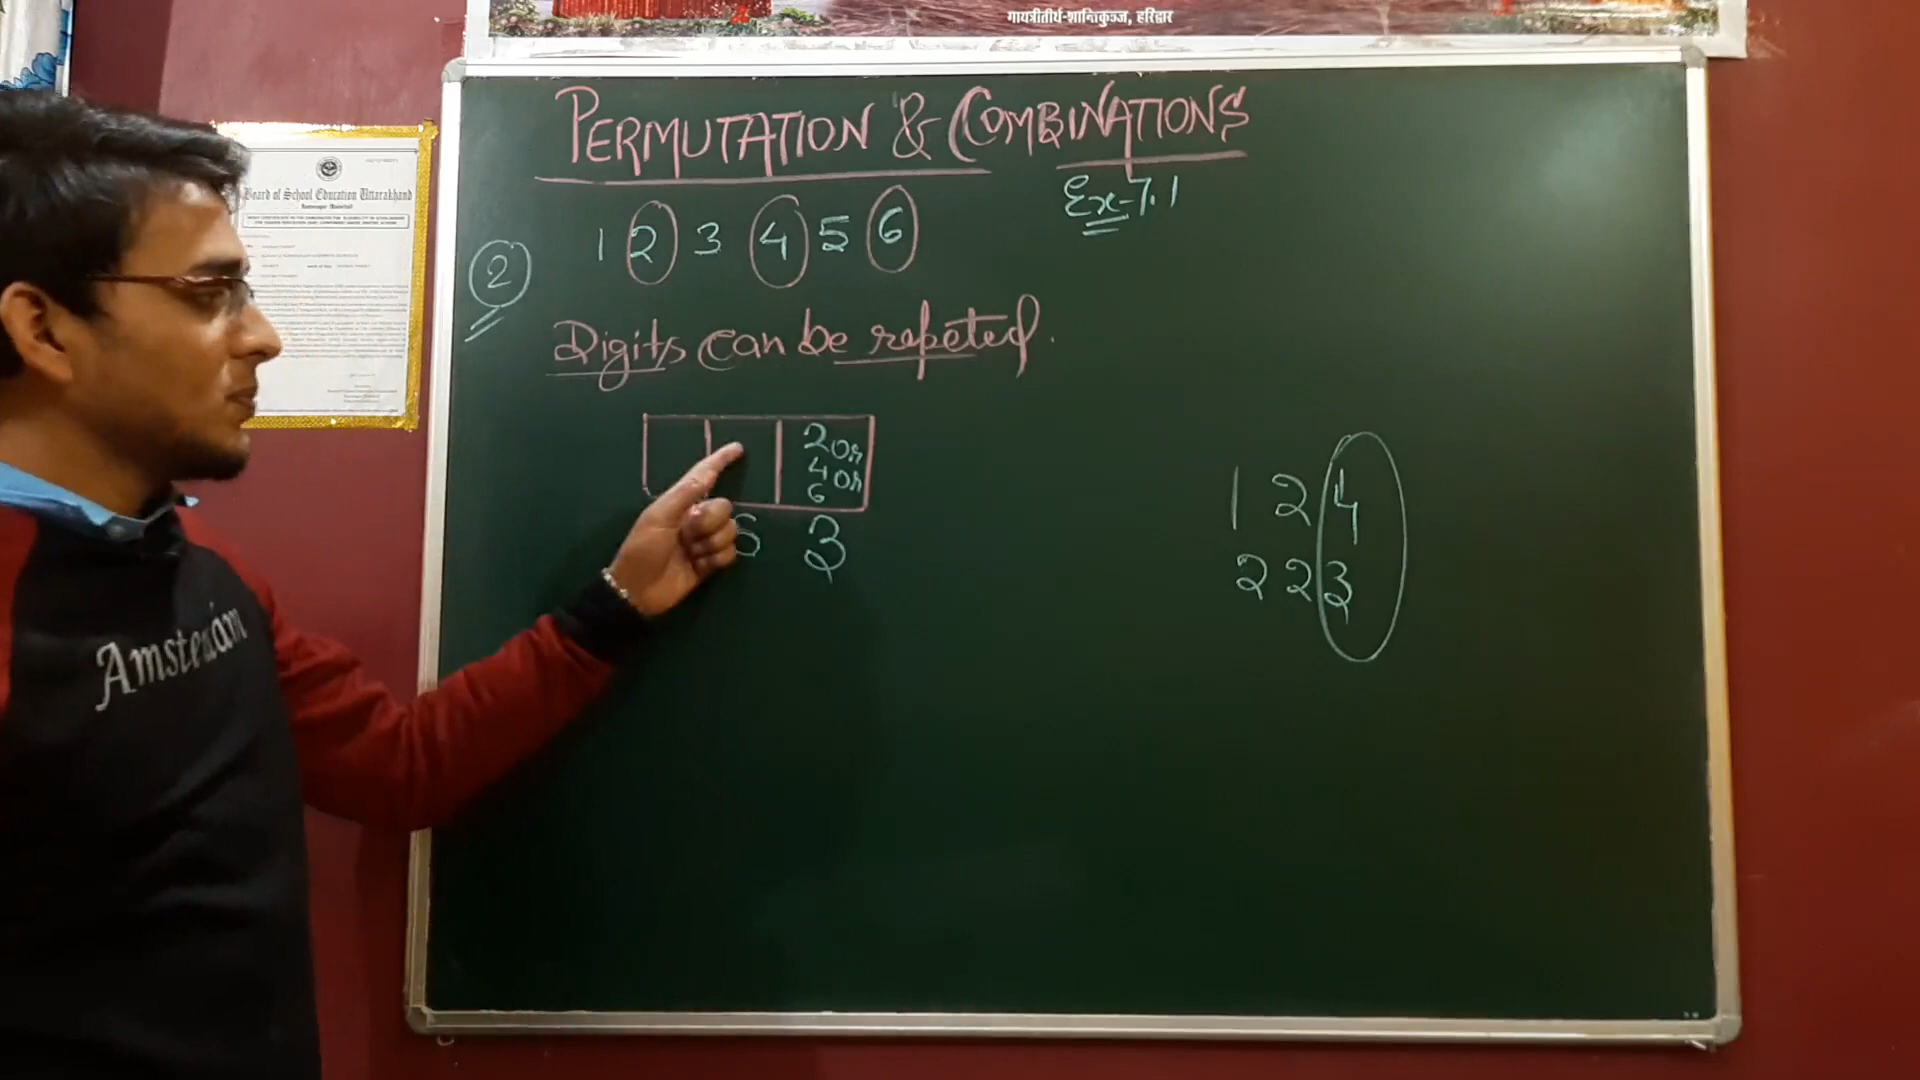 गायत्रीतीर्थ-शान्तिकुञ्ज, हरिद्वार
PERMUTATION & COMBINATIONS
Ex-7.1
1 2 3 4 5 6
2
Digits can be repeted.
2 or
4 or
6
6 3
1 2 4
2 2 3
Board of School Education Uttarakhand
Amsterdam